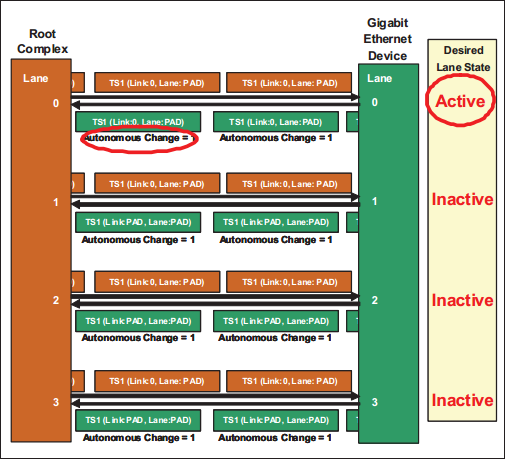 Root
Complex
Gigabit
Ethernet
Device
Desired
Lane State
Lane
Lane
TS1 (Link: 0, Lane: PAD)
TS1 (Link: 0, Lane: PAD)
0
0
Active
TS1 (Link:0, Lane:PAD)
TS1 (Link:0, Lane:PAD)
Autonomous Change = 1
Autonomous Change = 1
TS1 (Link: 0, Lane: PAD)
TS1 (Link: 0, Lane: PAD)
1
1
Inactive
TS1 (Link: PAD, Lane:PAD)
TS1 (Link: PAD, Lane:PAD)
Autonomous Change = 1
Autonomous Change = 1
TS1 (Link: 0, Lane: PAD)
TS1 (Link: 0, Lane: PAD)
2
2
Inactive
TS1 (Link: PAD, Lane:PAD)
TS1 (Link: PAD, Lane:PAD)
Autonomous Change = 1
Autonomous Change = 1
TS1 (Link: 0, Lane: PAD)
TS1 (Link: 0, Lane: PAD)
3
3
Inactive
TS1 (Link: PAD, Lane:PAD)
TS1 (Link: PAD, Lane:PAD)
Autonomous Change = 1
Autonomous Change = 1